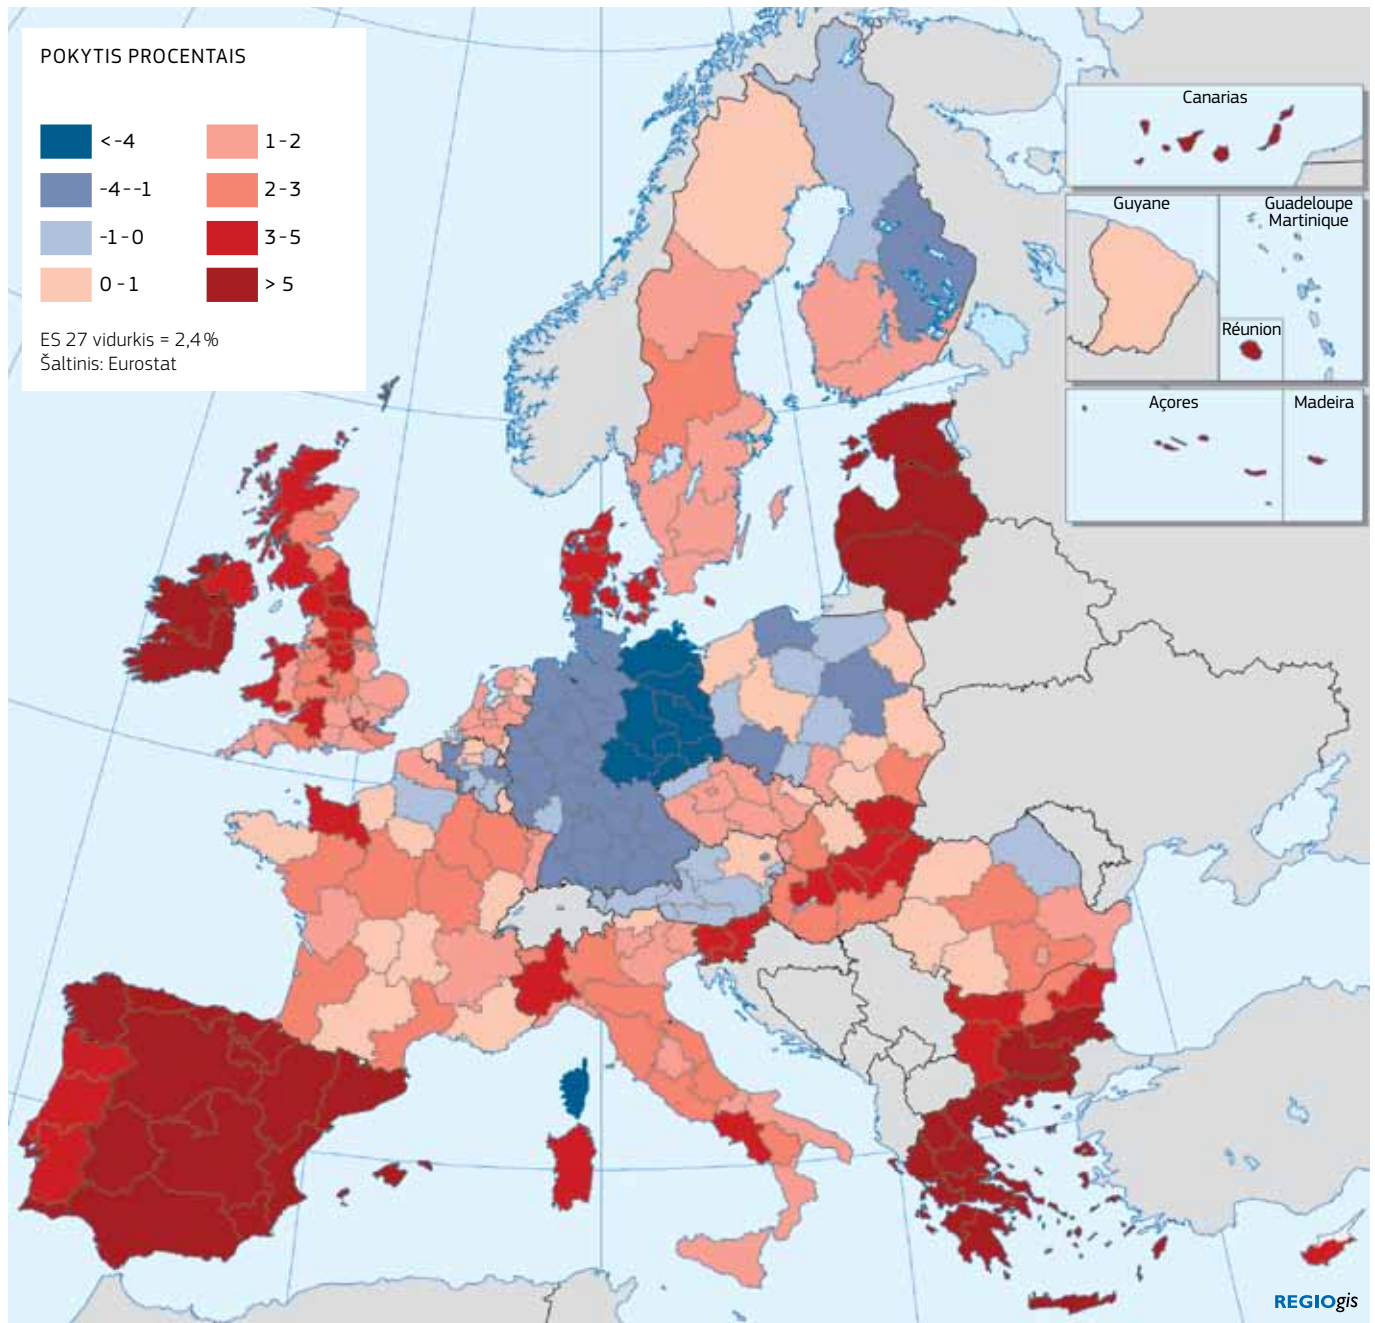 POKYTIS PROCENTAIS
< -4
-4 - -1
-1 - 0
0 - 1
1 - 2
2 - 3
3 - 5
> 5
ES 27 vidurkis = 2,4 %
Šaltinis: Eurostat
Canarias
Guyane
Guadeloupe
Martinique
Réunion
Açores
Madeira
REGIOgis